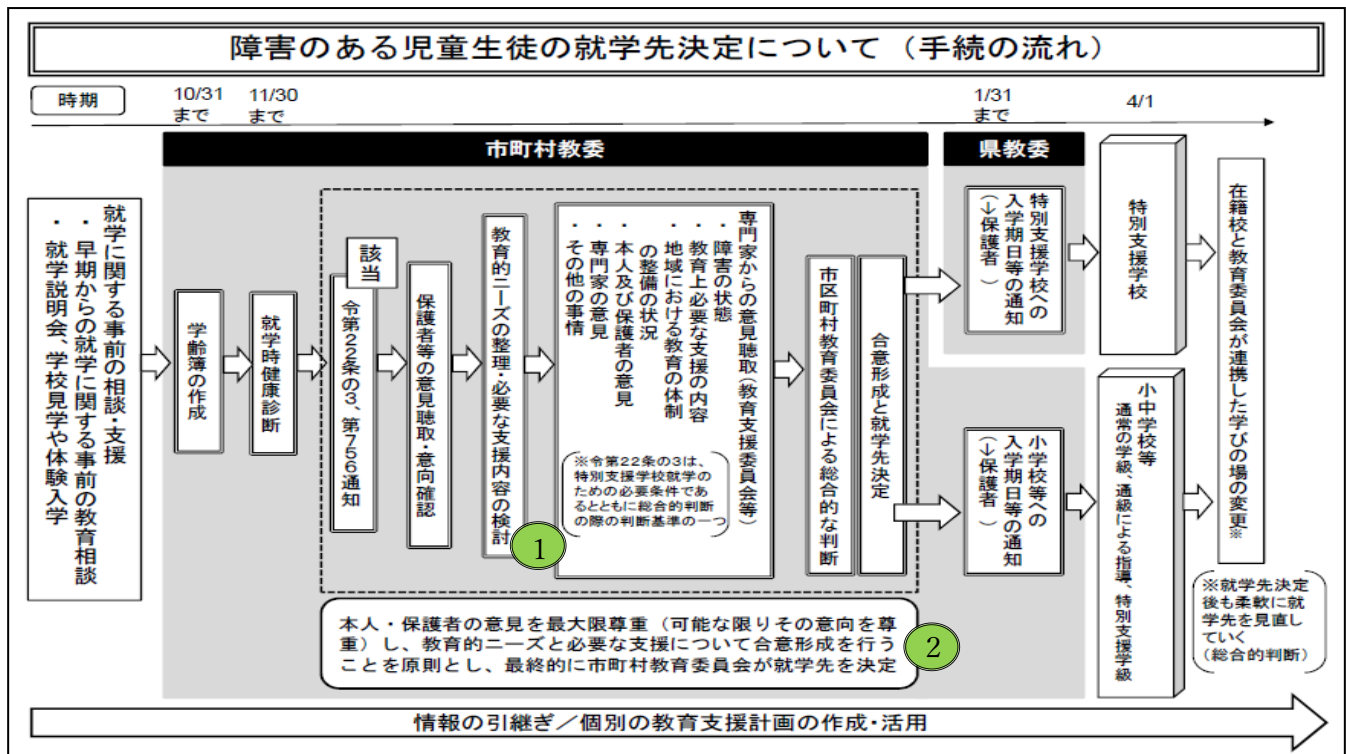 障害のある児童生徒の就学先決定について（手続の流れ）
時期
10/31
まで
11/30
まで
1/31
まで
4/1
市町村教委
県教委
就学に関する事前の相談・支援
・早期からの就学に関する事前の教育相談
・就学説明会、学校見学や体験入学
学齢簿の作成
就学時健康診断
該当
令第22条の3、第756通知
保護者等の意見聴取・意向確認
教育的ニーズの整理・必要な支援内容の検討
1
専門家からの意見聴取（教育支援委員会等）
・障害の状態
・教育上必要な支援の内容
・地域における教育の体制
の整備の状況
・本人及び保護者の意見
・専門家の意見
・その他の事情
※令第22条の3は、
特別支援学校就学の
ための必要条件であ
るとともに総合的判断
の際の判断基準の一つ
市区町村教育委員会による総合的な判断
合意形成と就学先決定
特別支援学校への
入学期日等の通知
（↓保護者）
小学校等への
入学期日等の通知
（↓保護者）
特別支援学校
小中学校等
通常の学級、通級による指導、特別支援学級
在籍校と教育委員会が連携した学びの場の変更※
※就学先決定
後も柔軟に就
学先を見直し
ていく
（総合的判断）
本人・保護者の意見を最大限尊重（可能な限りその意向を尊
重）し、教育的ニーズと必要な支援について合意形成を行う
ことを原則とし、最終的に市町村教育委員会が就学先を決定
2
情報の引継ぎ／個別の教育支援計画の作成・活用